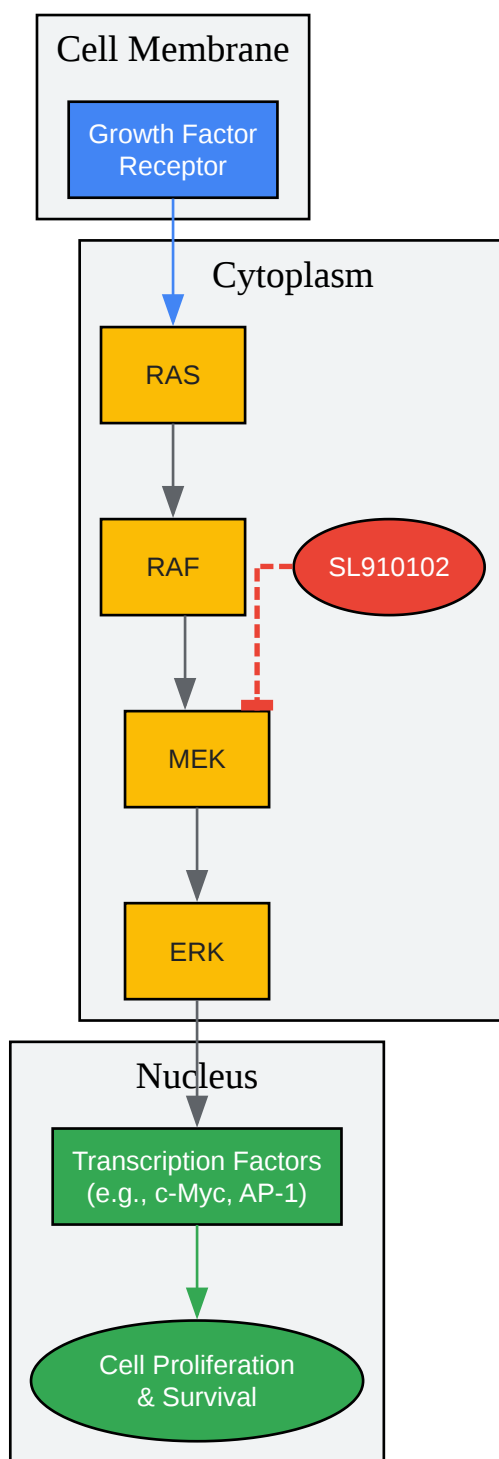 Cell Membrane
Growth Factor
Receptor
Cytoplasm
RAS
RAF
SL910102
MEK
ERK
Nucleus
Transcription Factors
(e.g., c-Myc, AP-1)
Cell Proliferation
& Survival